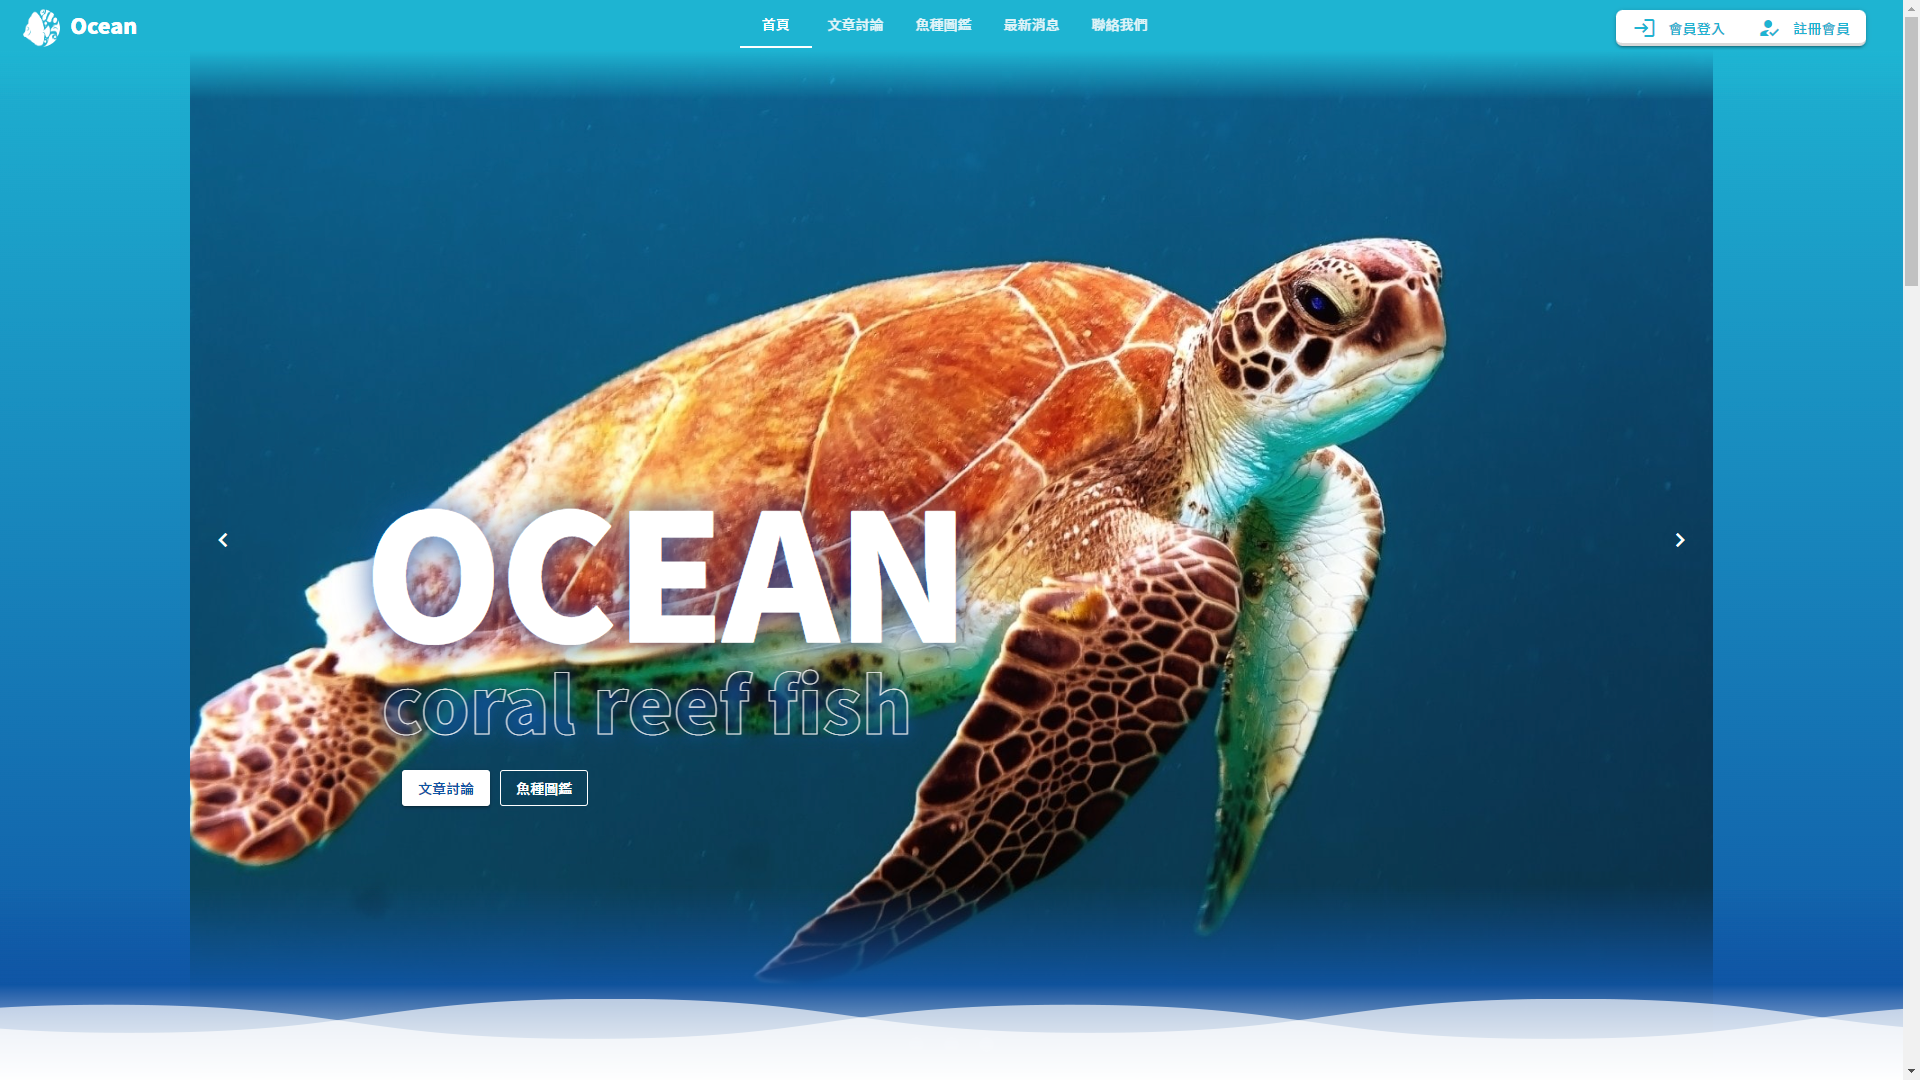 Ocean
首頁
文章討論
魚種圖鑑
最新消息
聯絡我們
會員登入
註冊會員
OCEAN
coral reef fish
文章討論
魚種圖鑑